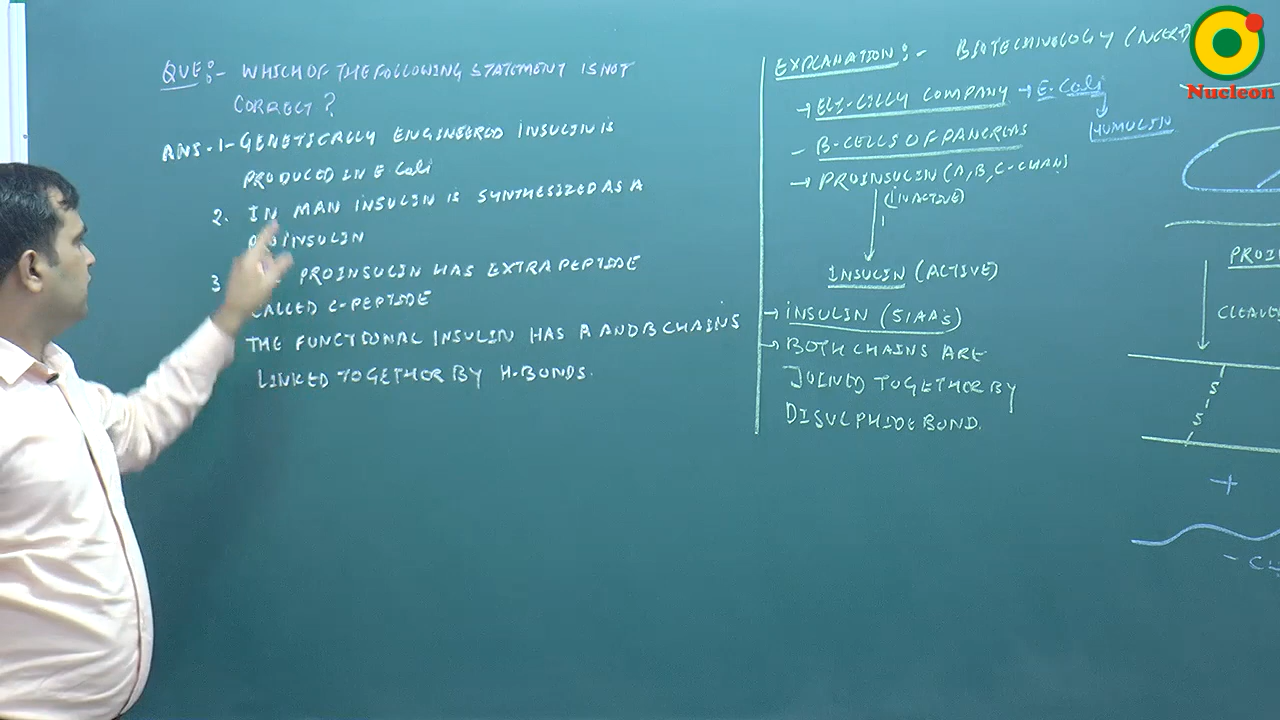 QUE:- WHICH OF THE FOLLOWING STATEMENT IS NOT
CORRECT?
ANS-1-GENETICALLY ENGINEERED INSULIN IS
PRODUCED IN E Coli
2. IN MAN INSULIN IS SYNTHESIZED AS A
INSULIN
3 PROINSULIN HAS EXTRA PEPTIDE
CALLED C-PEPTIDE
THE FUNCTIONAL INSULIN HAS A AND B CHAINS
LINKED TOGETHER BY H-BONDS.
EXPLANATION:- BIOTECHNOLOGY (NCERT)
→ ELI-LILLY COMPANY → E. Coli
HUMULIN
- B-CELLS OF PANCREAS
→ PROINSULIN (A, B, C-CHAIN)
(INACTIVE)
INSULIN (ACTIVE)
→ INSULIN (51AA's)
→ BOTH CHAINS ARE
JOINED TOGETHER BY
DISULPHIDE BOND.
PROIN
CLEAVE
S
S
+
Nucleon